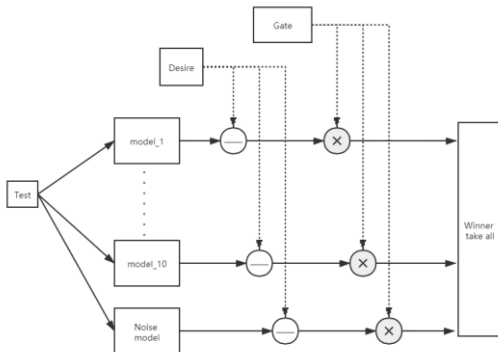 Gate
Desire
model_1
Test
Winner
take all
model_10
Noise
model